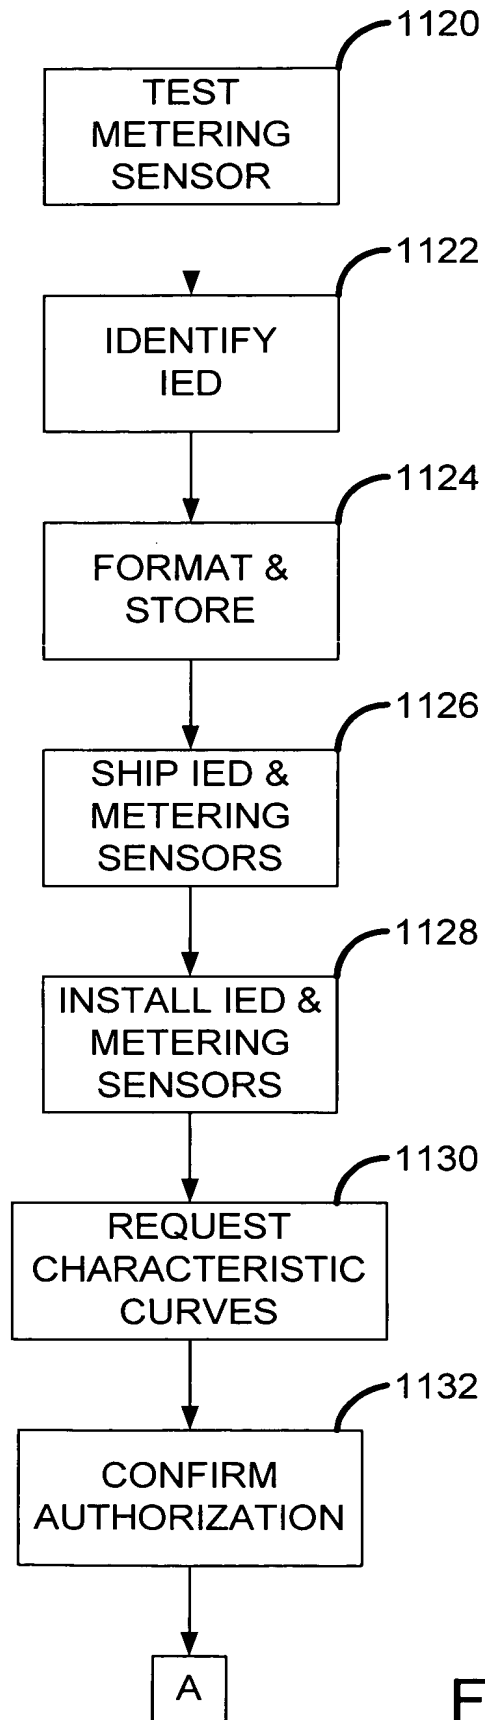 1120
TEST
METERING
SENSOR
1122
IDENTIFY
IED
1124
FORMAT &
STORE
1126
SHIP IED &
METERING
SENSORS
1128
INSTALL IED &
METERING
SENSORS
1130
REQUEST
CHARACTERISTIC
CURVES
1132
CONFIRM
AUTHORIZATION
A